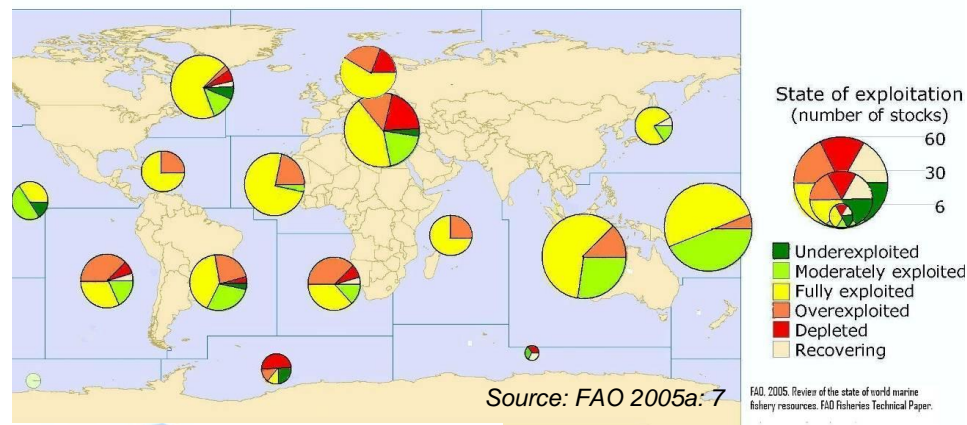 State of exploitation
(number of stocks)
60
30
6
Underexploited
Moderately exploited
Fully exploited
Overexploited
Depleted
Recovering
Source: FAO 2005a: 7
FAO, 2005. Review of the state of world marine
fishery resources. FAO Fisheries Technical Paper.